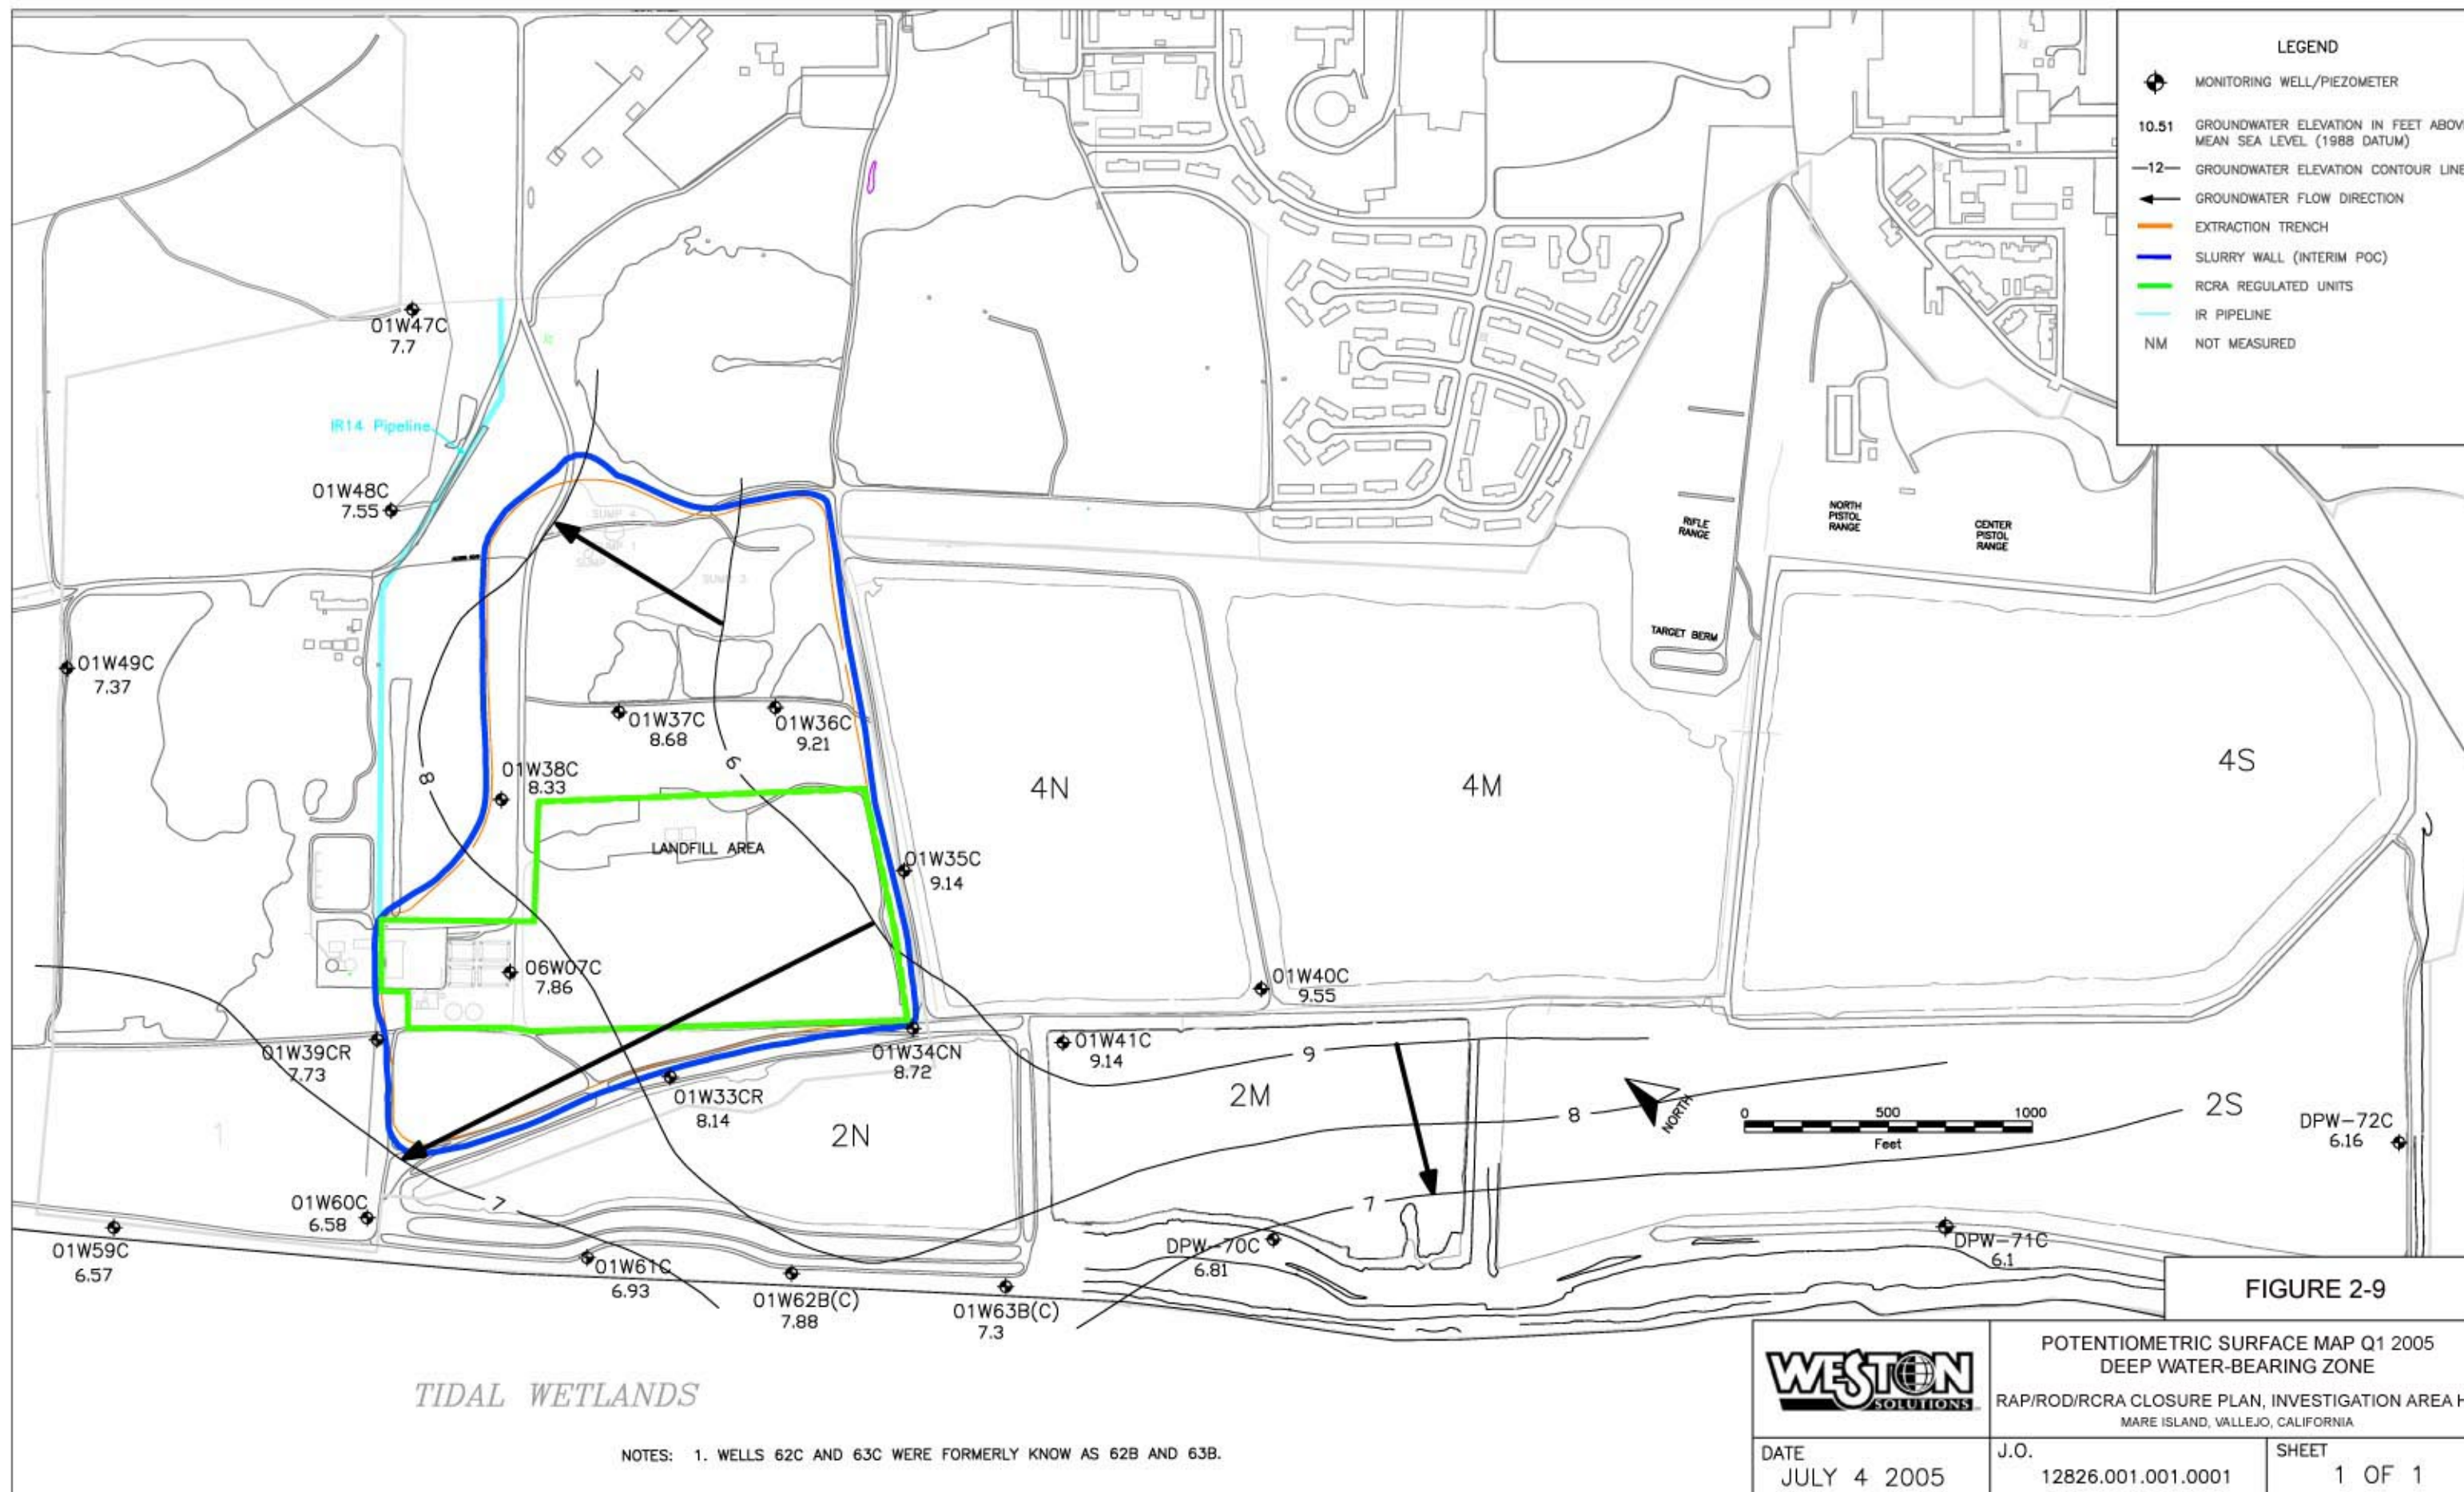 LEGEND
MONITORING WELL/PIEZOMETER
10.51 GROUNDWATER ELEVATION IN FEET ABOV
MEAN SEA LEVEL (1988 DATUM)
12 GROUNDWATER ELEVATION CONTOUR LINE
GROUNDWATER FLOW DIRECTION
EXTRACTION TRENCH
SLURRY WALL (INTERIM POC)
RCRA REGULATED UNITS
IR PIPELINE
NM NOT MEASURED
01W47C
7.7
IR14 Pipeline
01W48C
7.55
SUMP 4
SUMP 3
RIFLE
RANGE
NORTH
PISTOL
RANGE
CENTER
PISTOL
RANGE
TARGET BERM
01W49C
7.37
01W37C
8.68
01W36C
9.21
01W38C
8.33
8
9
4N
4M
4S
LANDFILL AREA
01W35C
9.14
06W07C
7.86
01W40C
9.55
01W39CR
7.73
01W34CN
8.72
01W41C
9.14
9
01W33CR
8.14
1
2N
2M
8
NORTH
0 500 1000
Feet
2S
DPW-72C
6.16
01W60C
6.58
7
7
01W59C
6.57
01W61C
6.93
01W62B(C)
7.88
01W63B(C)
7.3
DPW-70C
6.81
DPW-71C
6.1
FIGURE 2-9
TIDAL WETLANDS
NOTES: 1. WELLS 62C AND 63C WERE FORMERLY KNOW AS 62B AND 63B.
WESTON
SOLUTIONS
POTENTIOMETRIC SURFACE MAP Q1 2005
DEEP WATER-BEARING ZONE
RAP/ROD/RCRA CLOSURE PLAN, INVESTIGATION AREA H
MARE ISLAND, VALLEJO, CALIFORNIA
DATE
JULY 4 2005
J.O.
12826.001.001.0001
SHEET
1 OF 1